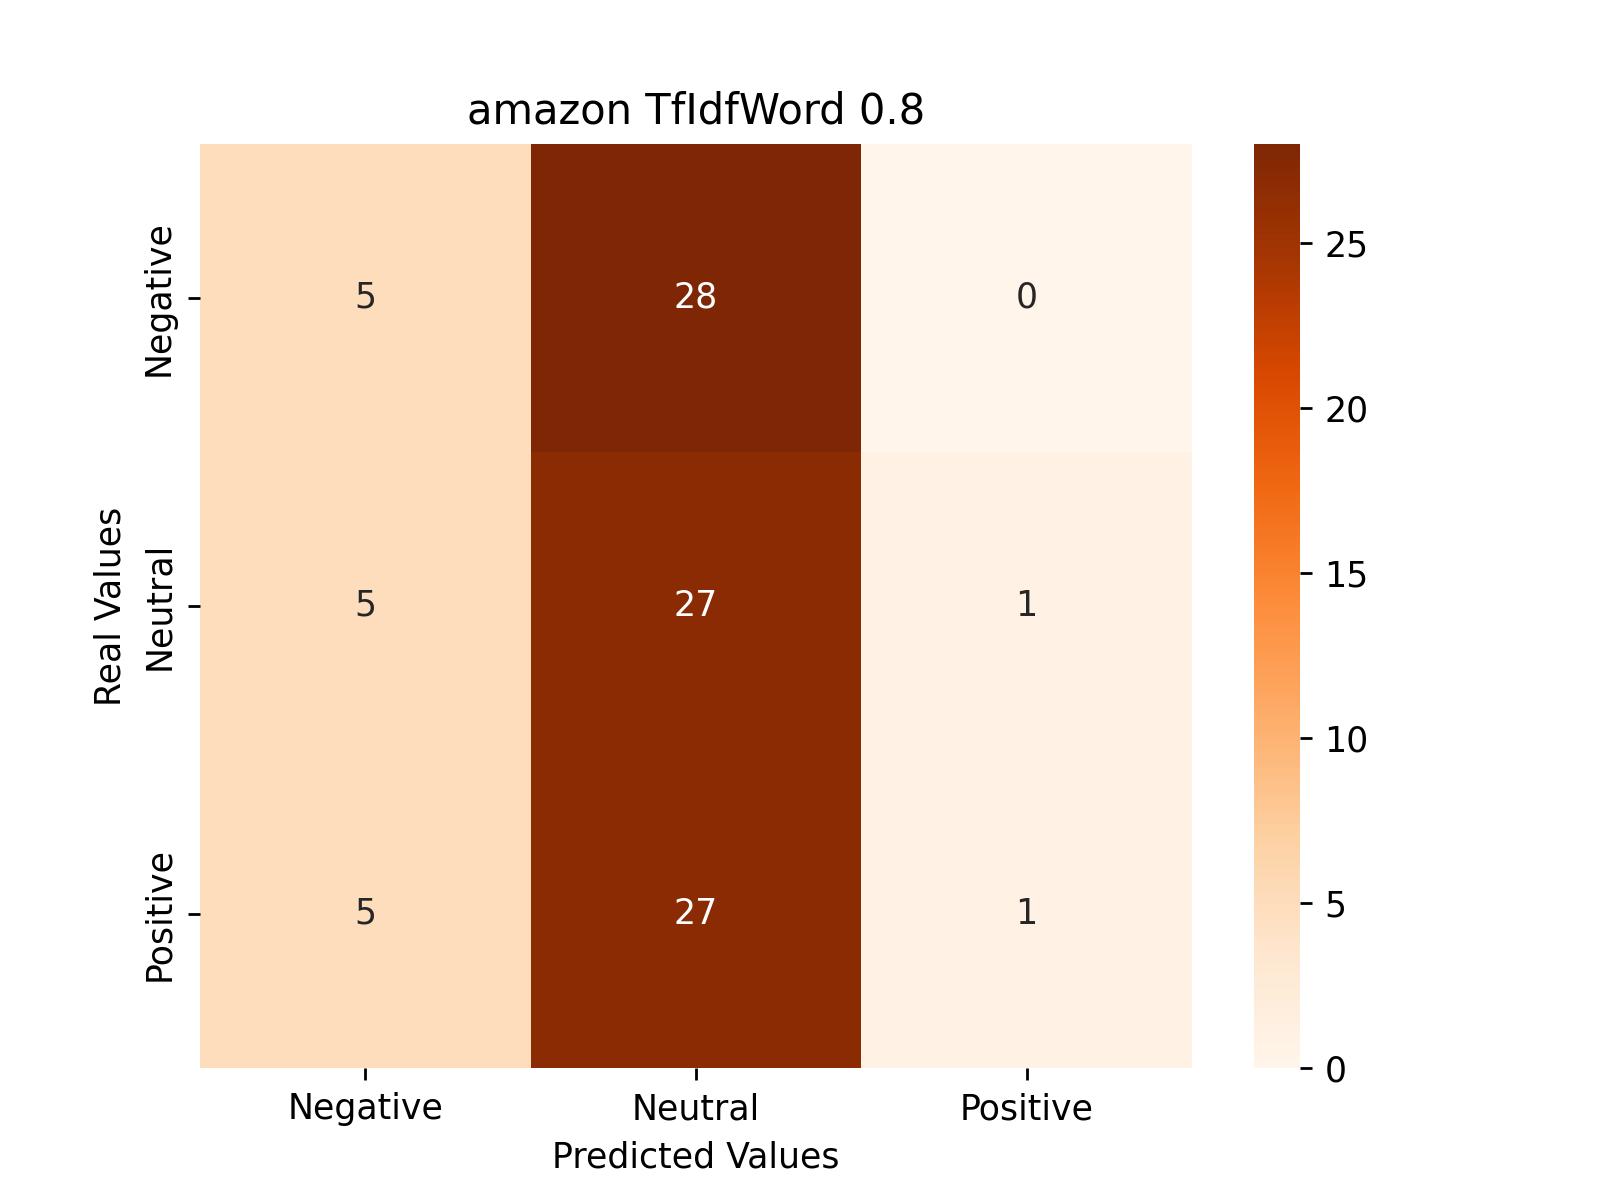 amazon TfIdfWord 0.8
Real Values
Negative
5 28 0
Neutral
5 27 1
Positive
5 27 1
Negative Neutral Positive
Predicted Values
25
20
15
10
5
0